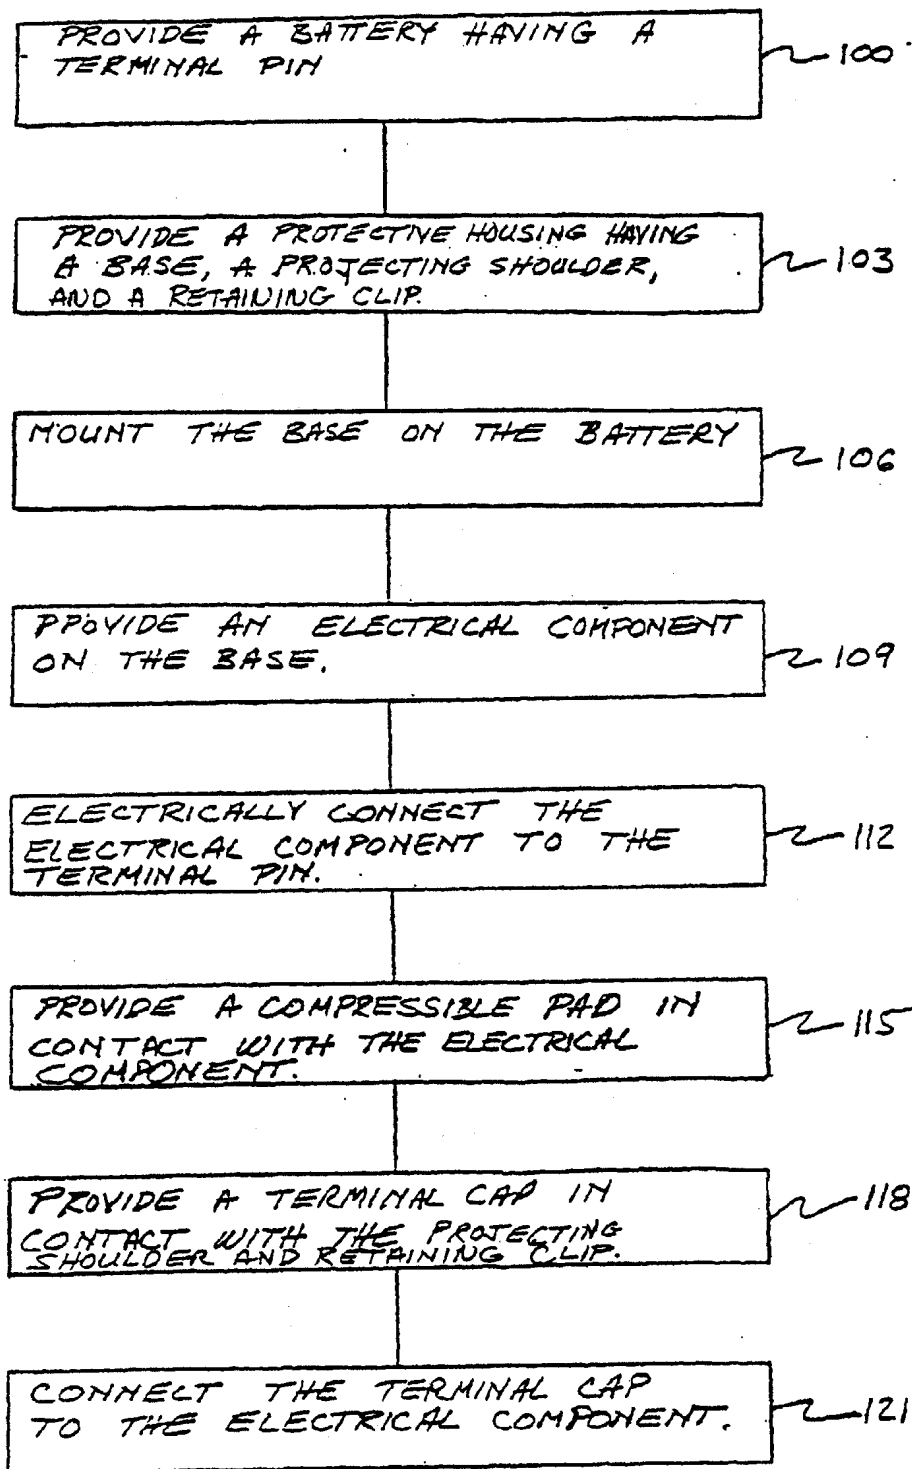 PROVIDE A BATTERY HAVING A
TERMINAL PIN
100
PROVIDE A PROTECTIVE HOUSING HAVING
A BASE, A PROJECTING SHOULDER,
AND A RETAINING CLIP.
103
MOUNT THE BASE ON THE BATTERY
106
PROVIDE AN ELECTRICAL COMPONENT
ON THE BASE.
109
ELECTRICALLY CONNECT THE
ELECTRICAL COMPONENT TO THE
TERMINAL PIN.
112
PROVIDE A COMPRESSIBLE PAD IN
CONTACT WITH THE ELECTRICAL
COMPONENT.
115
PROVIDE A TERMINAL CAP IN
CONTACT WITH THE PROJECTING
SHOULDER AND RETAINING CLIP.
118
CONNECT THE TERMINAL CAP
TO THE ELECTRICAL COMPONENT.
121